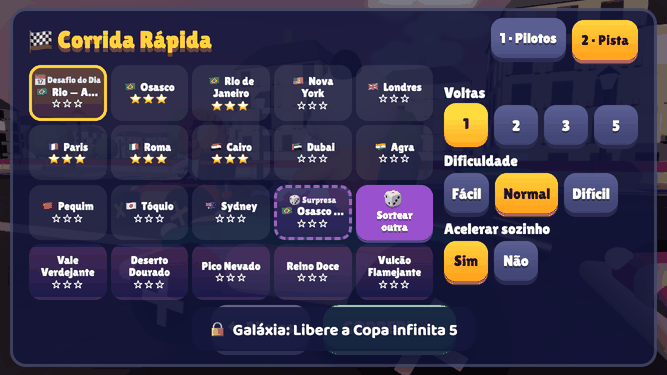 Corrida Rápida
1 · Pilotos
2 · Pista
Desafio do Dia
Rio — A...
Osasco
Rio de
Janeiro
Nova
York
Londres
Paris
Roma
Cairo
Dubai
Agra
Pequim
Tóquio
Sydney
Surpresa
Osasco ...
Sortear
outra
Vale
Verdejante
Deserto
Dourado
Pico Nevado
Reino Doce
Vulcão
Flamejante
Voltas
1
2
3
5
Dificuldade
Fácil
Normal
Difícil
Acelerar sozinho
Sim
Não
Galáxia: Libere a Copa Infinita 5